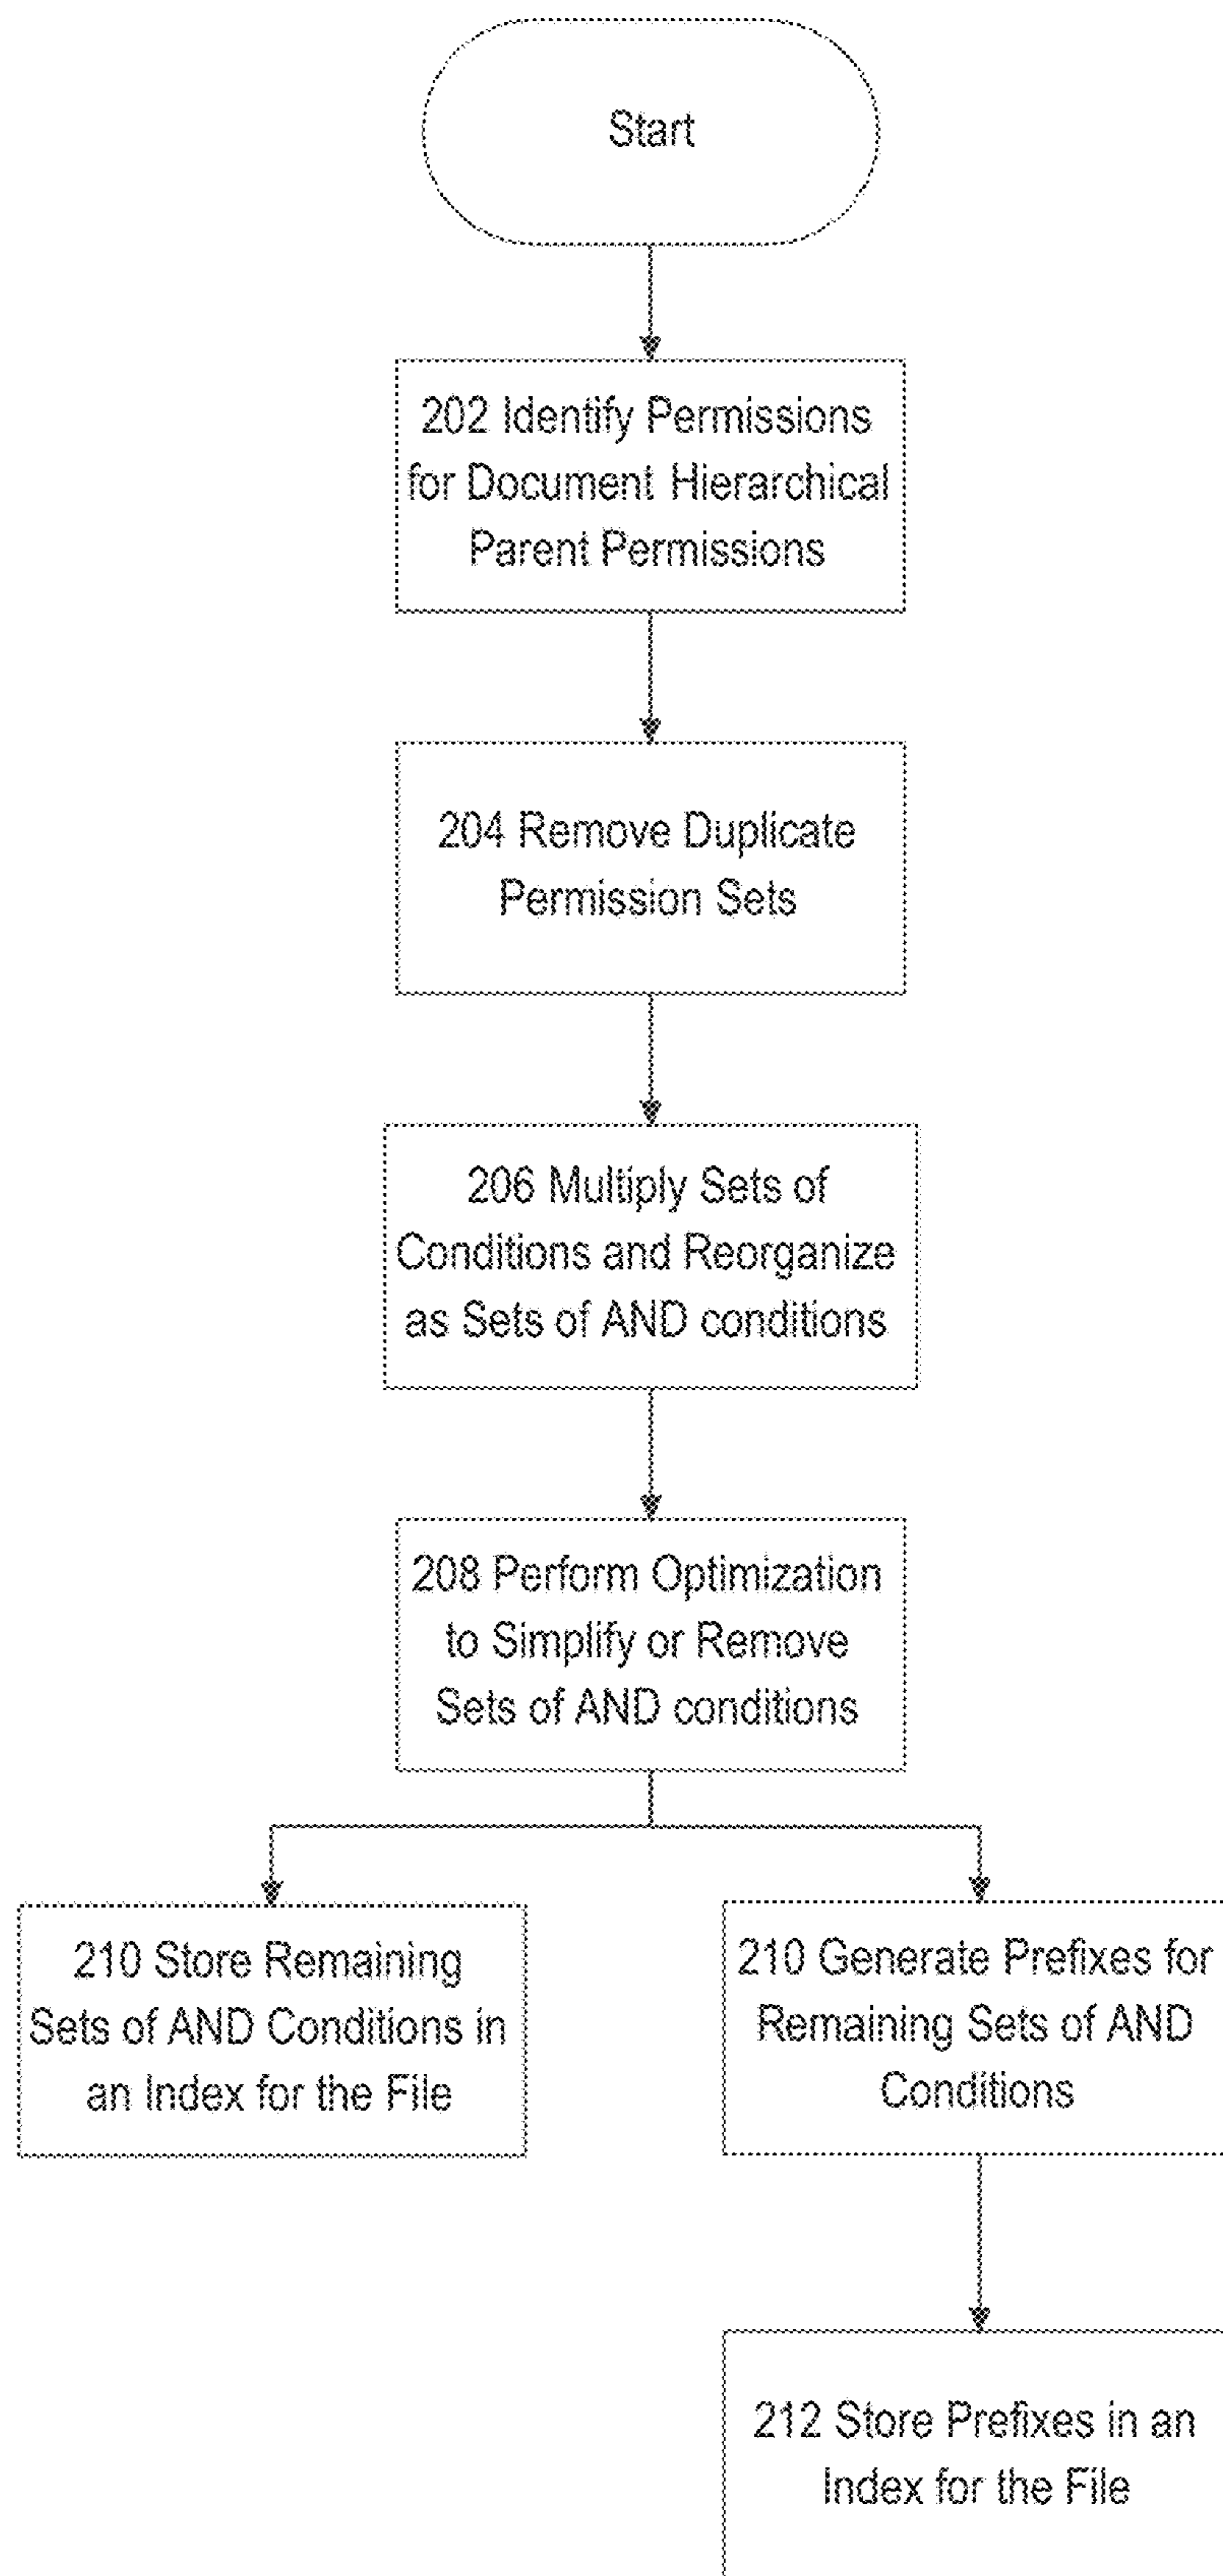 Start
202 Identify Permissions
for Document Hierarchical
Parent Permissions
204 Remove Duplicate
Permission Sets
206 Multiply Sets of
Conditions and Reorganize
as Sets of AND conditions
208 Perform Optimization
to Simplify or Remove
Sets of AND conditions
210 Store Remaining
Sets of AND Conditions in
an Index for the File
210 Generate Prefixes for
Remaining Sets of AND
Conditions
212 Store Prefixes in an
Index for the File